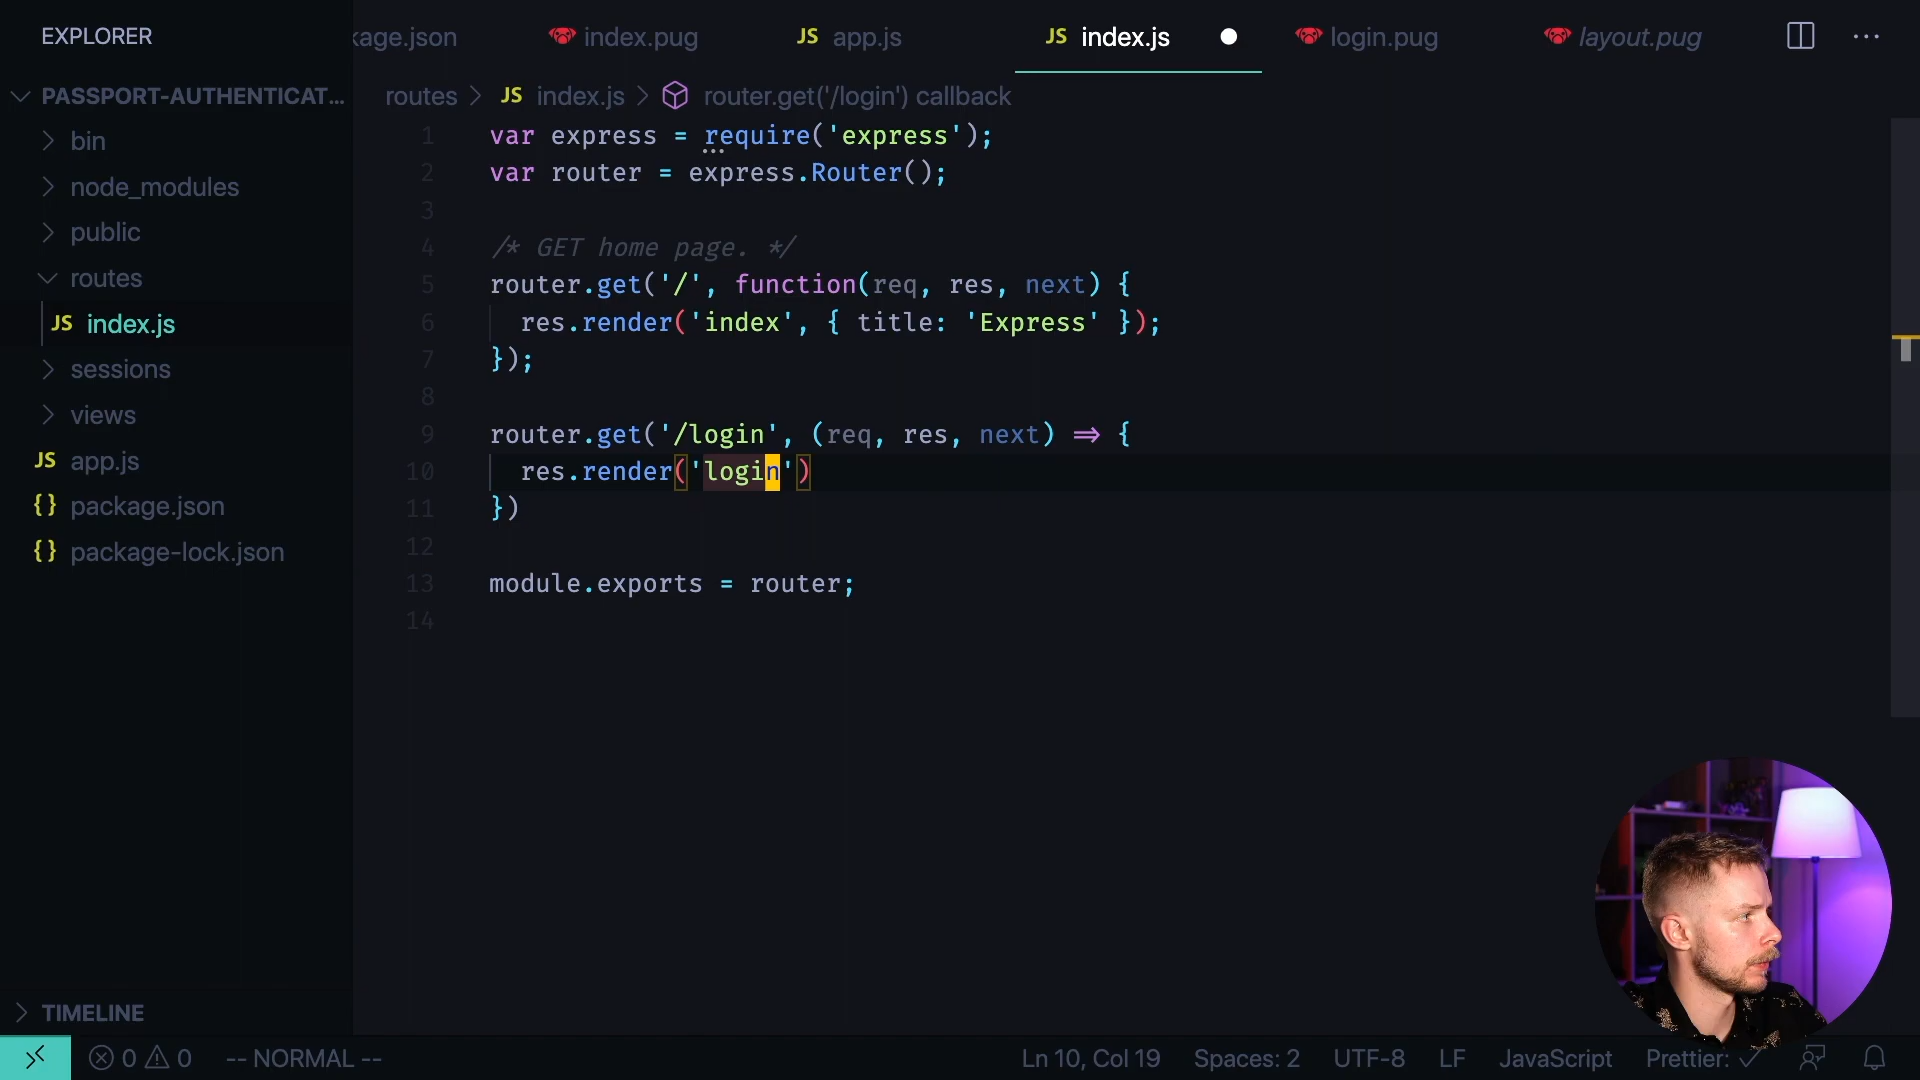 EXPLORER
kage.json
index.pug
JS app.js
JS index.js
login.pug
layout.pug
PASSPORT-AUTHENTICAT...
bin
node_modules
public
routes
JS index.js
sessions
views
JS app.js
{} package.json
{} package-lock.json
TIMELINE
routes > JS index.js > router.get('/login') callback
1 var express = require('express');
2 var router = express.Router();
3
4 /* GET home page. */
5 router.get('/', function(req, res, next) {
6 res.render('index', { title: 'Express' });
7 });
8
9 router.get('/login', (req, res, next) => {
10 res.render('login')
11 })
12
13 module.exports = router;
14
0 0 -- NORMAL -- Ln 10, Col 19 Spaces: 2 UTF-8 LF JavaScript Prettier: ✓